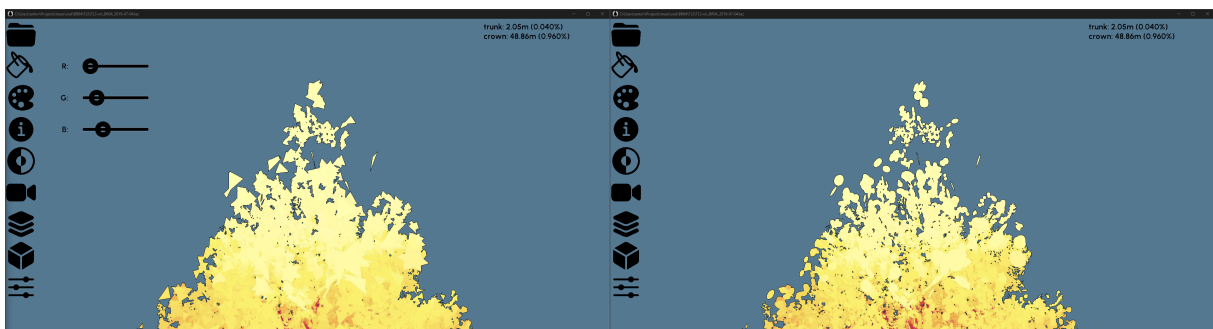 trunk: 2.05m (0.040%)
crown: 48.86m (0.960%)
R:
G:
B:
trunk: 2.05m (0.040%)
crown: 48.86m (0.960%)